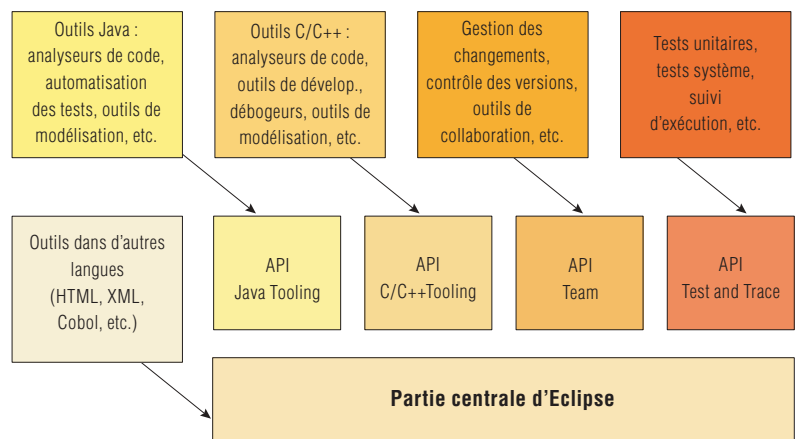 Outils Java :
analyseurs de code,
automatisation
des tests, outils de
modélisation, etc.
Outils C/C++ :
analyseurs de code,
outils de dévelop.,
débogeurs, outils de
modélisation, etc.
Gestion des
changements,
contrôle des versions,
outils de
collaboration, etc.
Tests unitaires,
tests système,
suivi
d’exécution, etc.
Outils dans d’autres
langues
(HTML, XML,
Cobol, etc.)
API
Java Tooling
API
C/C++Tooling
API
Team
API
Test and Trace
Partie centrale d’Eclipse